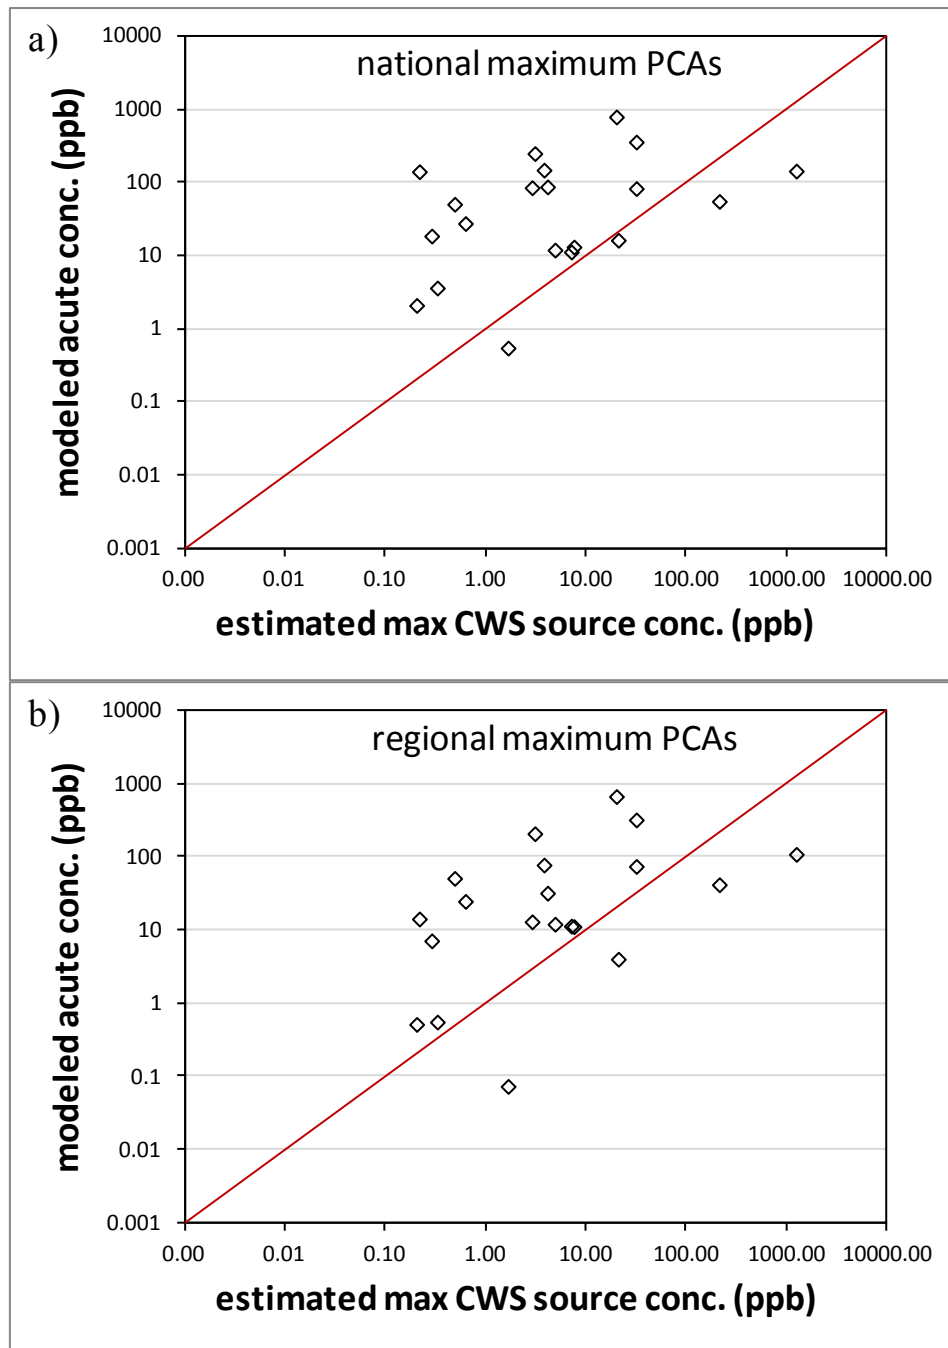 a)
national maximum PCAs
modeled acute conc. (ppb)
10000
1000
100
10
1
0.1
0.01
0.001
0.00 0.01 0.10 1.00 10.00 100.00 1000.00 10000.00
estimated max CWS source conc. (ppb)
b)
regional maximum PCAs
modeled acute conc. (ppb)
10000
1000
100
10
1
0.1
0.01
0.001
0.00 0.01 0.10 1.00 10.00 100.00 1000.00 10000.00
estimated max CWS source conc. (ppb)